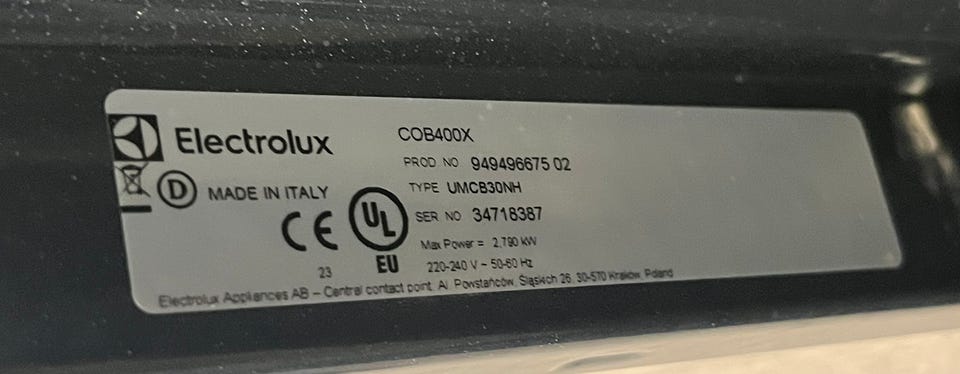 Electrolux
COB400X
PROD NO 949496675 02
D MADE IN ITALY
TYPE UMCB30NH
CE UL EU
SER NO 34718387
Max Power = 2,790 kW
23
220-240 V ~ 50-60 Hz
Electrolux Appliances AB – Central contact point, Al. Powstańców Śląskich 26, 30-570 Kraków, Poland